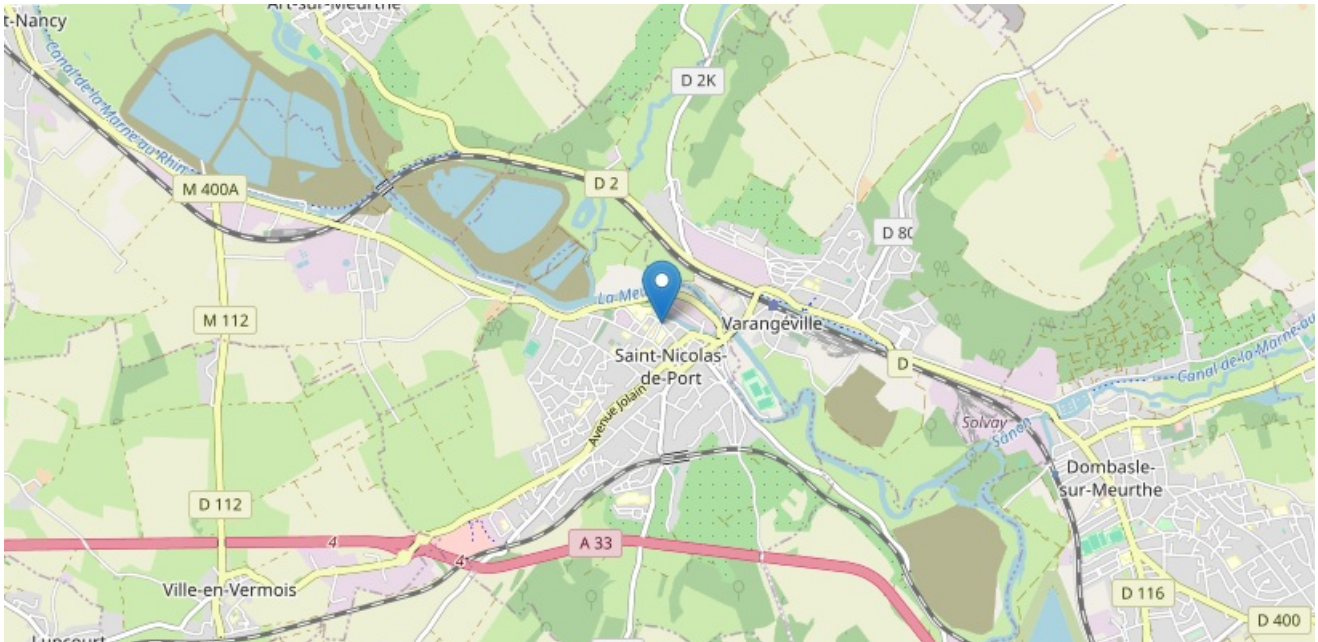 Art-sur-Meurthe
t-Nancy
Canal de la Marne au Rhin
D 2K
M 400A
D 2
D 80
La Meu
M 112
Varangéville
Saint-Nicolas-
de-Port
D
Canal de la Marne au
Avenue Jolain
Solvay
Sanon
Dombasle-
sur-Meurthe
D 112
4
A 33
4
Ville-en-Vermois
D 116
D 400
Lupcourt